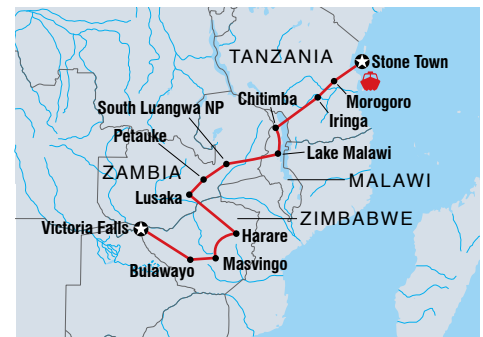 TANZANIA
Stone Town
South Luangwa NP
Chitimba
Morogoro
Iringa
Petauke
Lake Malawi
ZAMBIA
MALAWI
Lusaka
ZIMBABWE
Victoria Falls
Harare
Bulawayo
Masvingo